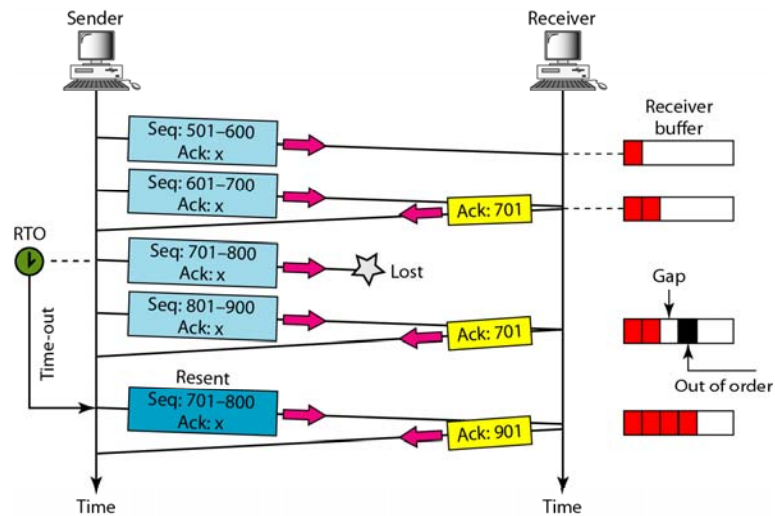 Sender
Receiver
Receiver
buffer
Seq: 501–600
Ack: x
Seq: 601–700
Ack: x
Ack: 701
RTO
Seq: 701–800
Ack: x
Lost
Gap
Seq: 801–900
Ack: x
Ack: 701
Time-out
Out of order
Resent
Seq: 701–800
Ack: x
Ack: 901
Time
Time